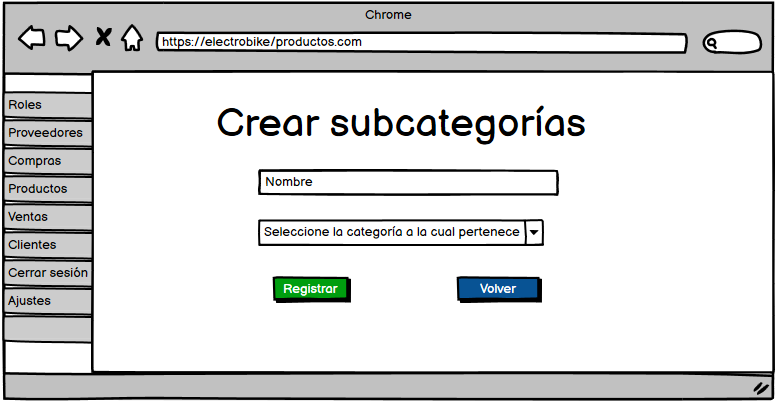 Chrome
https://electrobike/productos.com
Roles
Proveedores
Compras
Productos
Ventas
Clientes
Cerrar sesión
Ajustes
Crear subcategorías
Nombre
Seleccione la categoría a la cual pertenece
Registrar
Volver